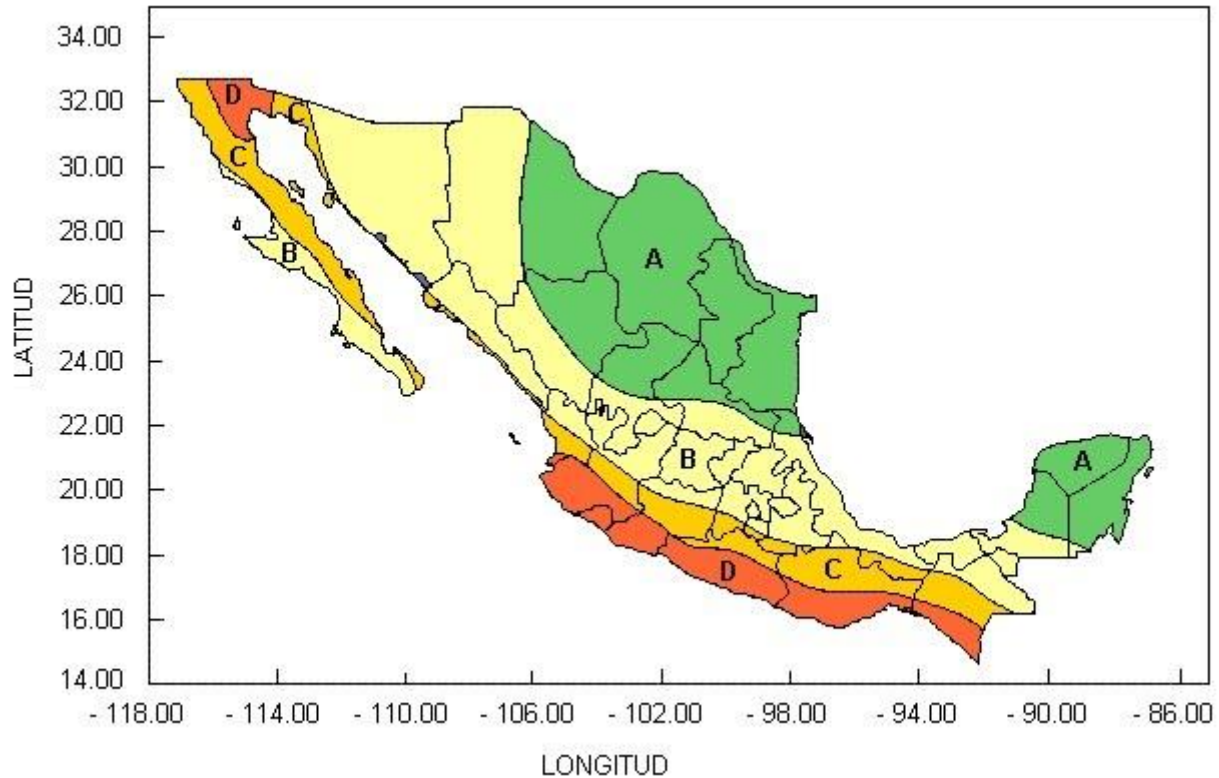 34.00
32.00
30.00
28.00
26.00
24.00
22.00
20.00
18.00
16.00
14.00
LATITUD
D
C
C
B
A
B
A
C
D
- 118.00 - 114.00 - 110.00 - 106.00 - 102.00 - 98.00 - 94.00 - 90.00 - 86.00
LONGITUD